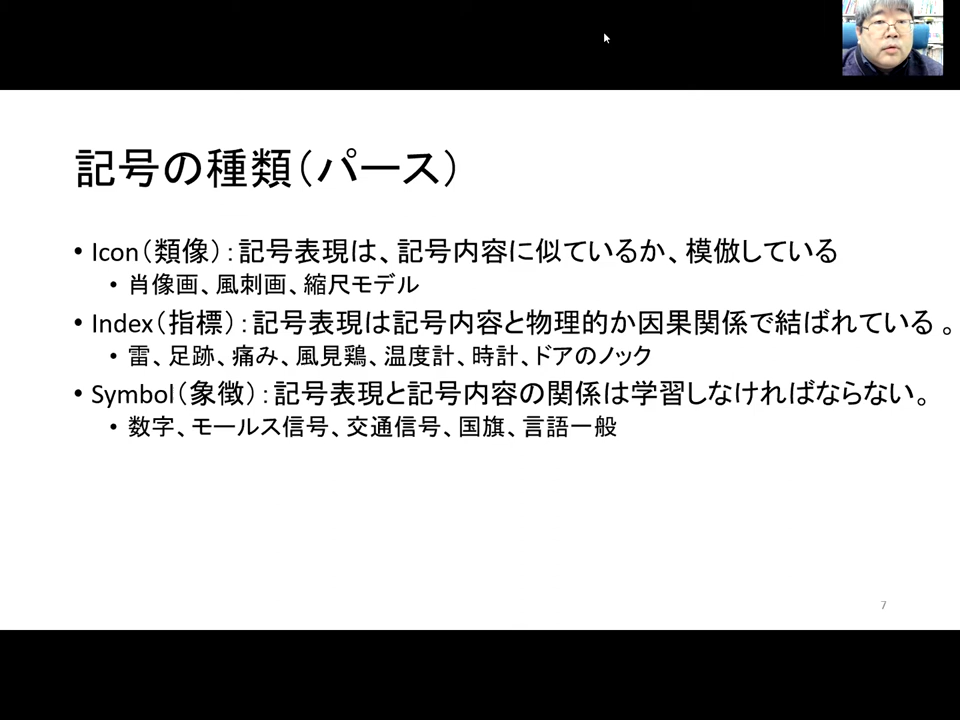 記号の種類（パース）
• Icon（類像）：記号表現は、記号内容に似ているか、模倣している
• 肖像画、風刺画、縮尺モデル
• Index（指標）：記号表現は記号内容と物理的か因果関係で結ばれている 。
• 雷、足跡、痛み、風見鶏、温度計、時計、ドアのノック
• Symbol（象徴）：記号表現と記号内容の関係は学習しなければならない。
• 数字、モールス信号、交通信号、国旗、言語一般
7